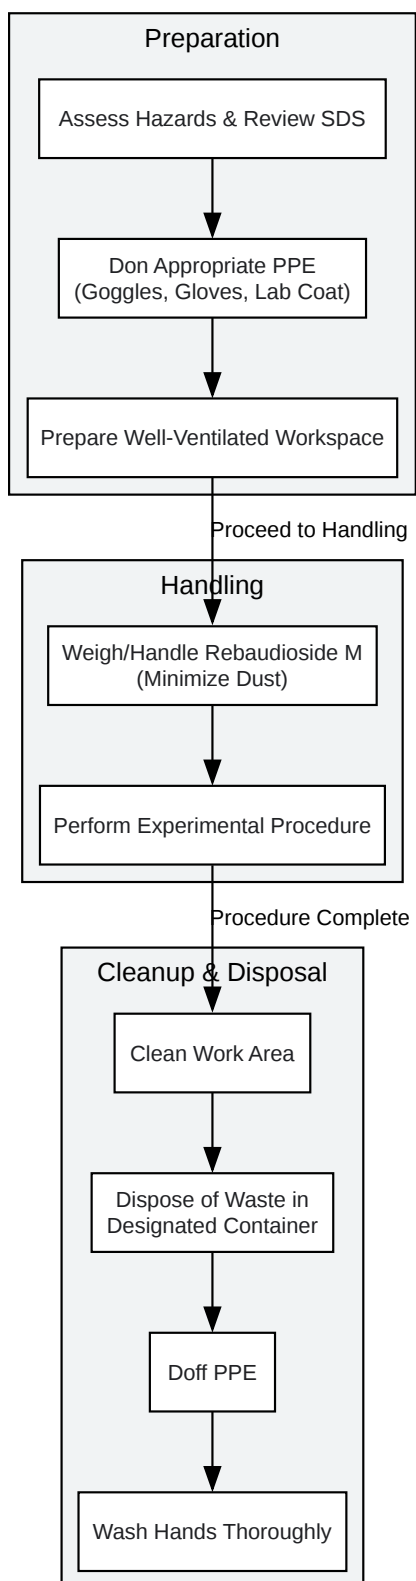 Preparation
Assess Hazards & Review SDS
Don Appropriate PPE
(Goggles, Gloves, Lab Coat)
Prepare Well-Ventilated Workspace
Proceed to Handling
Handling
Weigh/Handle Rebaudioside M
(Minimize Dust)
Perform Experimental Procedure
Procedure Complete
Cleanup & Disposal
Clean Work Area
Dispose of Waste in
Designated Container
Doff PPE
Wash Hands Thoroughly